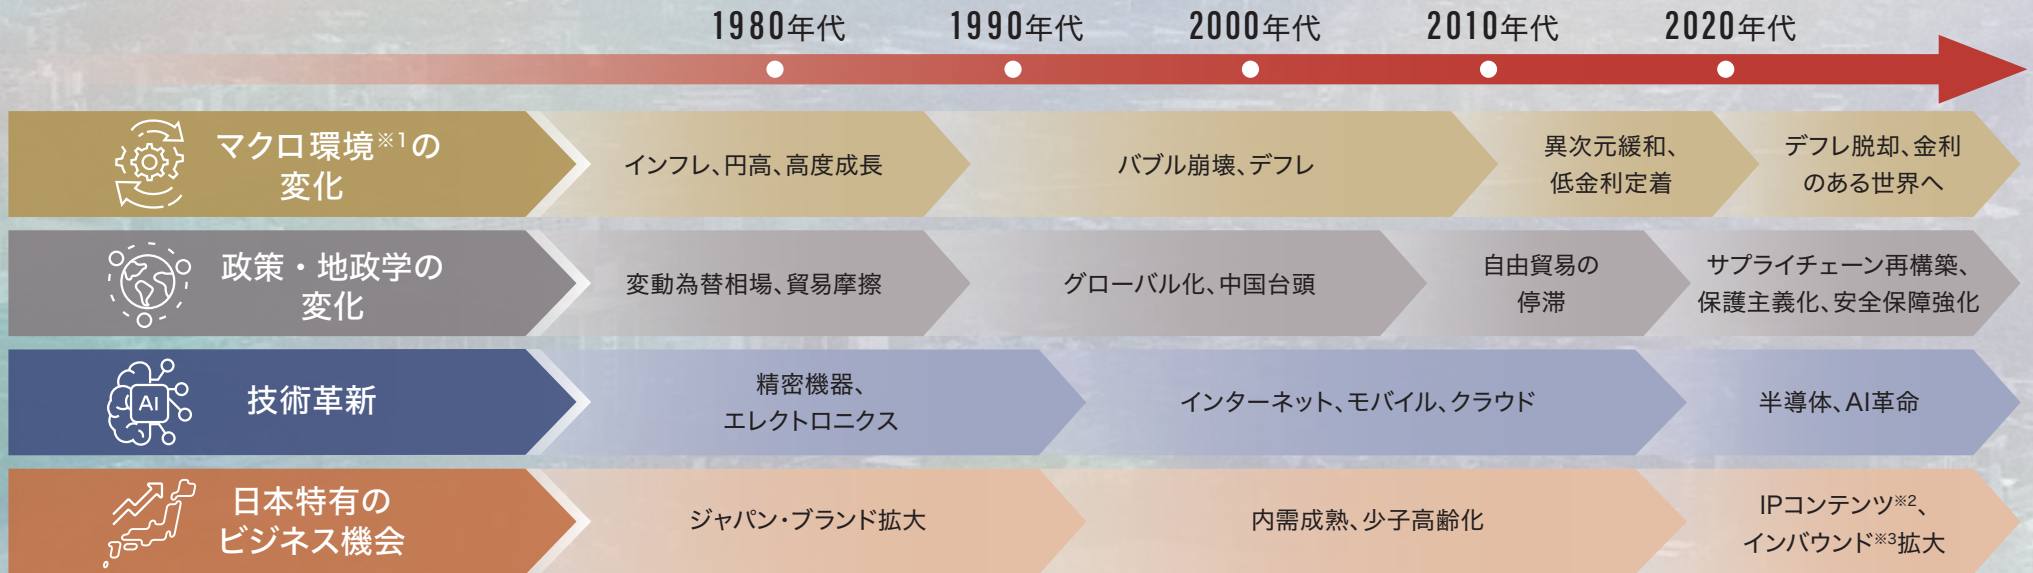 1980年代 1990年代 2000年代 2010年代 2020年代
マクロ環境※1の
変化
インフレ、円高、高度成長
バブル崩壊、デフレ
異次元緩和、
低金利定着
デフレ脱却、金利
のある世界へ
政策・地政学の
変化
変動為替相場、貿易摩擦
グローバル化、中国台頭
自由貿易の
停滞
サプライチェーン再構築、
保護主義化、安全保障強化
AI
技術革新
精密機器、
エレクトロニクス
インターネット、モバイル、クラウド
半導体、AI革命
日本特有の
ビジネス機会
ジャパン・ブランド拡大
内需成熟、少子高齢化
IPコンテンツ※2、
インバウンド※3拡大